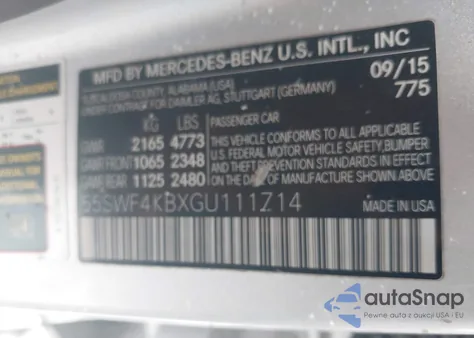 MFD BY MERCEDES-BENZ U.S. INTL., INC
TUSCALOOSA COUNTY, ALABAMA (USA)
UNDER CONTRACT FOR DAIMLER AG, STUTTGART (GERMANY)
09/15
775
KG LBS
GVWR 2165 4773
GAWR FRONT 1065 2348
GAWR REAR 1125 2480
PASSENGER CAR
THIS VEHICLE CONFORMS TO ALL APPLICABLE
U.S. FEDERAL MOTOR VEHICLE SAFETY, BUMPER
AND THEFT PREVENTION STANDARDS IN EFFECT
ON THE DATE OF MANUFACTURE SHOWN ABOVE.
55SWF4KBXGU111214
MADE IN USA
autaSnap
Pewne auta z aukcji USA i EU